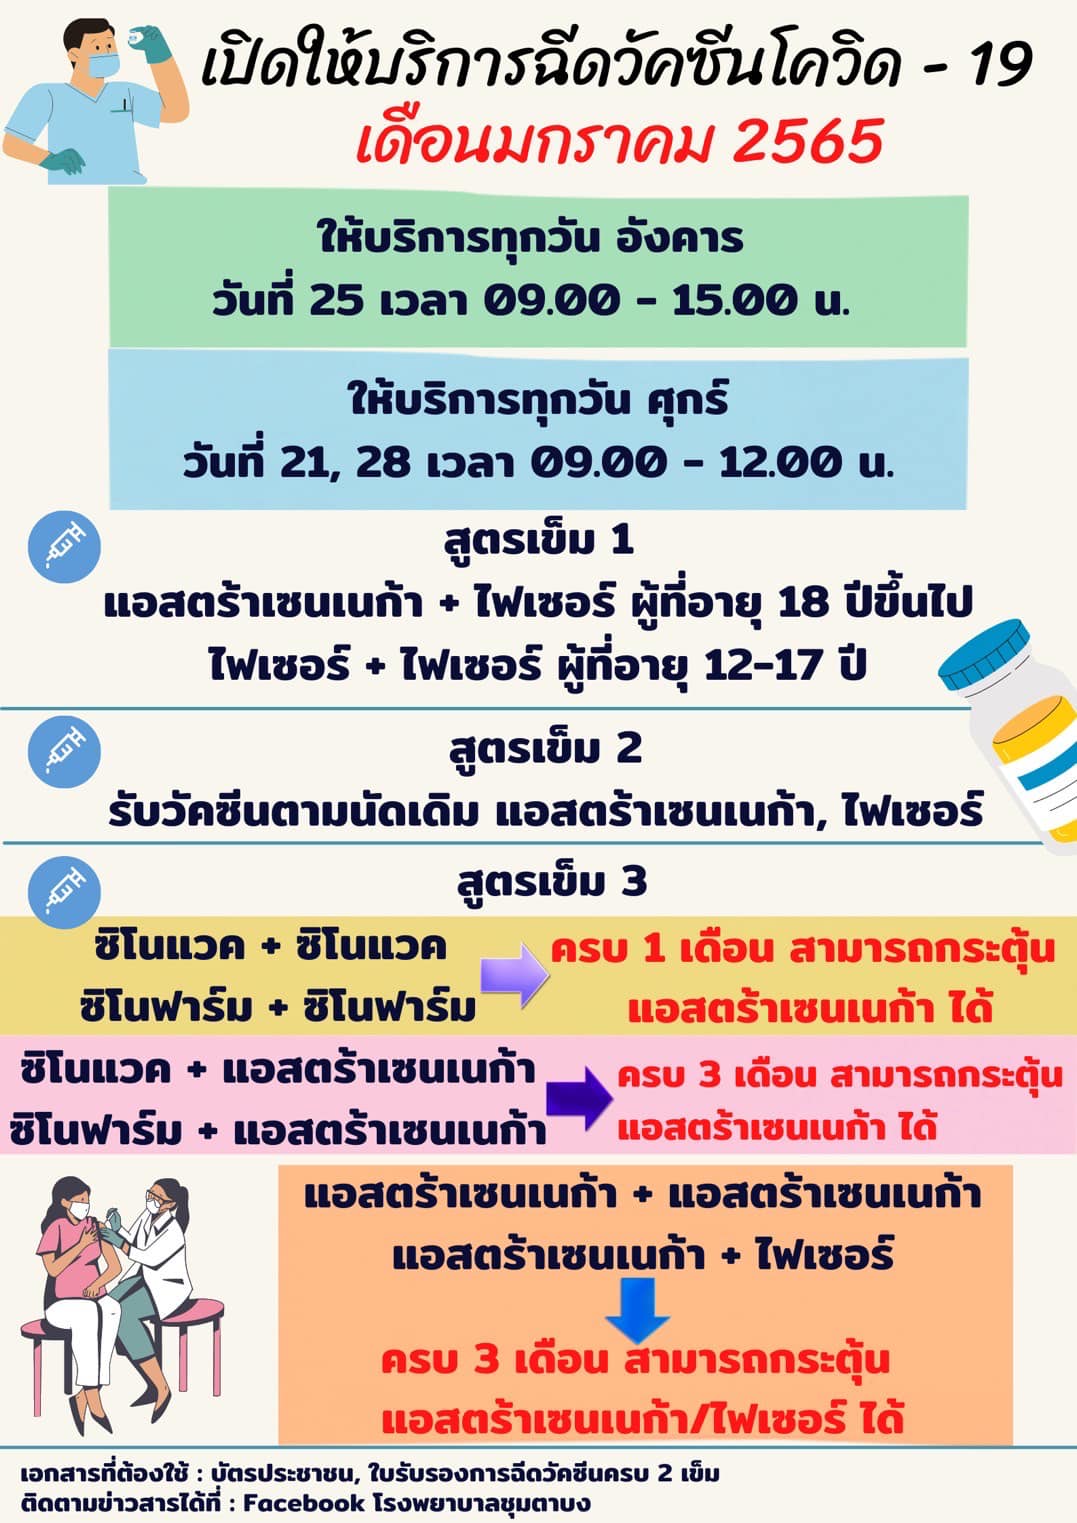 เปิดให้บริการฉีดวัคซีนโควิด - 19
เดือนมกราคม 2565
ให้บริการทุกวัน อังคาร
วันที่ 25 เวลา 09.00 - 15.00 น.
ให้บริการทุกวัน ศุกร์
วันที่ 21, 28 เวลา 09.00 - 12.00 น.
สูตรเข็ม 1
แอสตร้าเซนเนก้า + ไฟเซอร์ ผู้ที่อายุ 18 ปีขึ้นไป
ไฟเซอร์ + ไฟเซอร์ ผู้ที่อายุ 12-17 ปี
สูตรเข็ม 2
รับวัคซีนตามนัดเดิม แอสตร้าเซนเนก้า, ไฟเซอร์
สูตรเข็ม 3
ซิโนแวค + ซิโนแวค
ซิโนฟาร์ม + ซิโนฟาร์ม
ครบ 1 เดือน สามารถกระตุ้น
แอสตร้าเซนเนก้า ได้
ซิโนแวค + แอสตร้าเซนเนก้า
ซิโนฟาร์ม + แอสตร้าเซนเนก้า
ครบ 3 เดือน สามารถกระตุ้น
แอสตร้าเซนเนก้า ได้
แอสตร้าเซนเนก้า + แอสตร้าเซนเนก้า
แอสตร้าเซนเนก้า + ไฟเซอร์
ครบ 3 เดือน สามารถกระตุ้น
แอสตร้าเซนเนก้า/ไฟเซอร์ ได้
เอกสารที่ต้องใช้ : บัตรประชาชน, ใบรับรองการฉีดวัคซีนครบ 2 เข็ม
ติดตามข่าวสารได้ที่ : Facebook โรงพยาบาลชุมตาบง